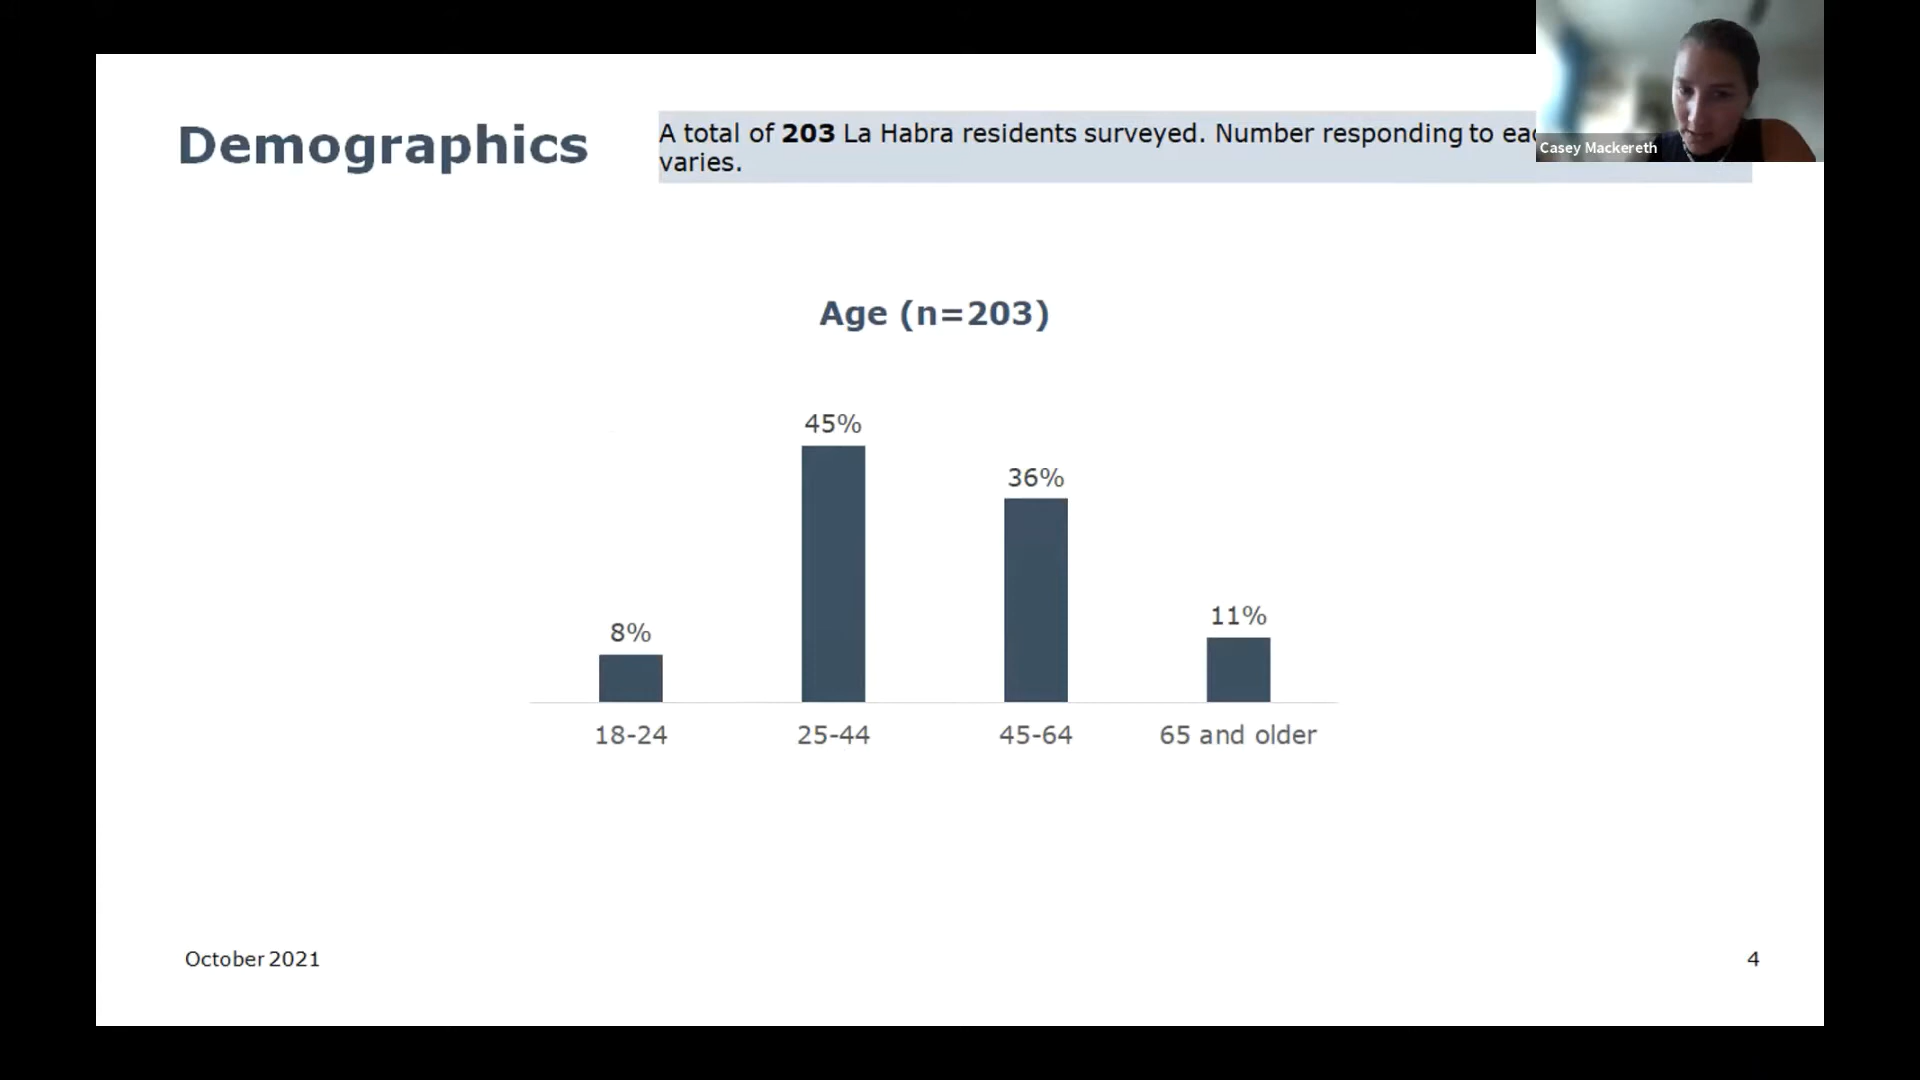 Demographics
A total of 203 La Habra residents surveyed. Number responding to
varies.
Casey Mackereth
Age (n=203)
45%
36%
11%
8%
18-24
25-44
45-64
65 and older
October 2021
4